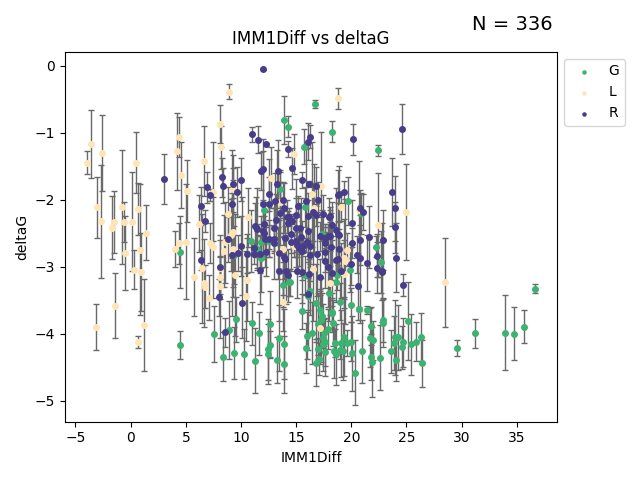 N = 336
IMM1Diff vs deltaG
G
L
R
deltaG
0
−1
−2
−3
−4
−5
−5 0 5 10 15 20 25 30 35
IMM1Diff